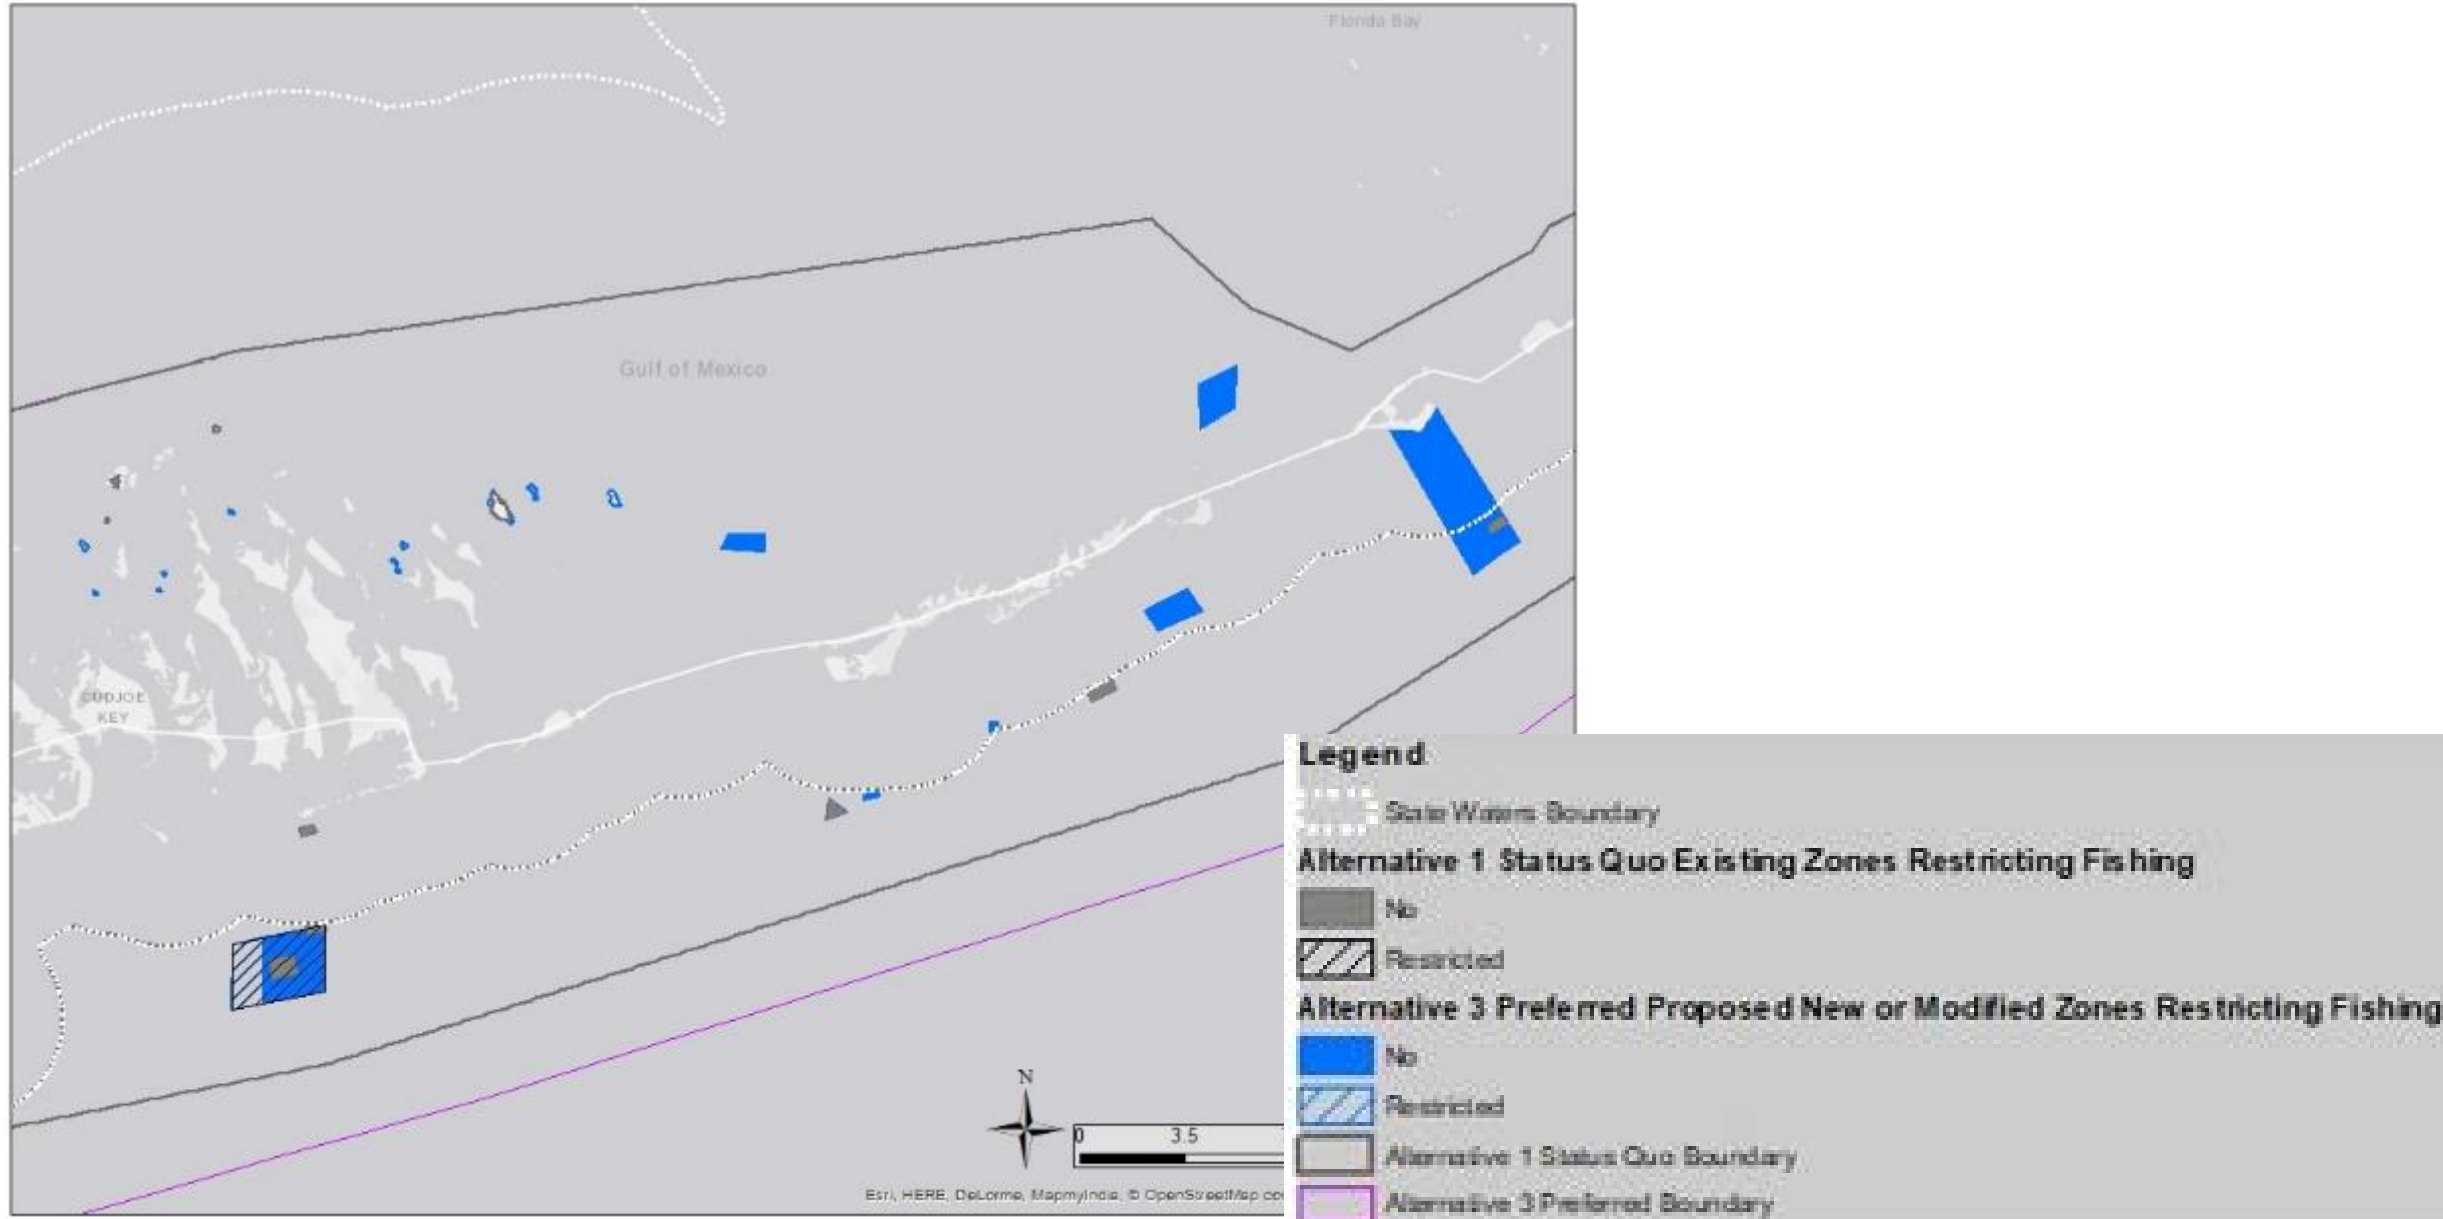 Florida Bay
Gulf of Mexico
CUDJOE
KEY
N
0 3.5
Esri, HERE, DeLorme, MapmyIndia, © OpenStreetMap
Legend
State Waters Boundary
Alternative 1 Status Quo Existing Zones Restricting Fishing
No
Restricted
Alternative 3 Preferred Proposed New or Modified Zones Restricting Fishing
No
Restricted
Alternative 1 Status Quo Boundary
Alternative 3 Preferred Boundary